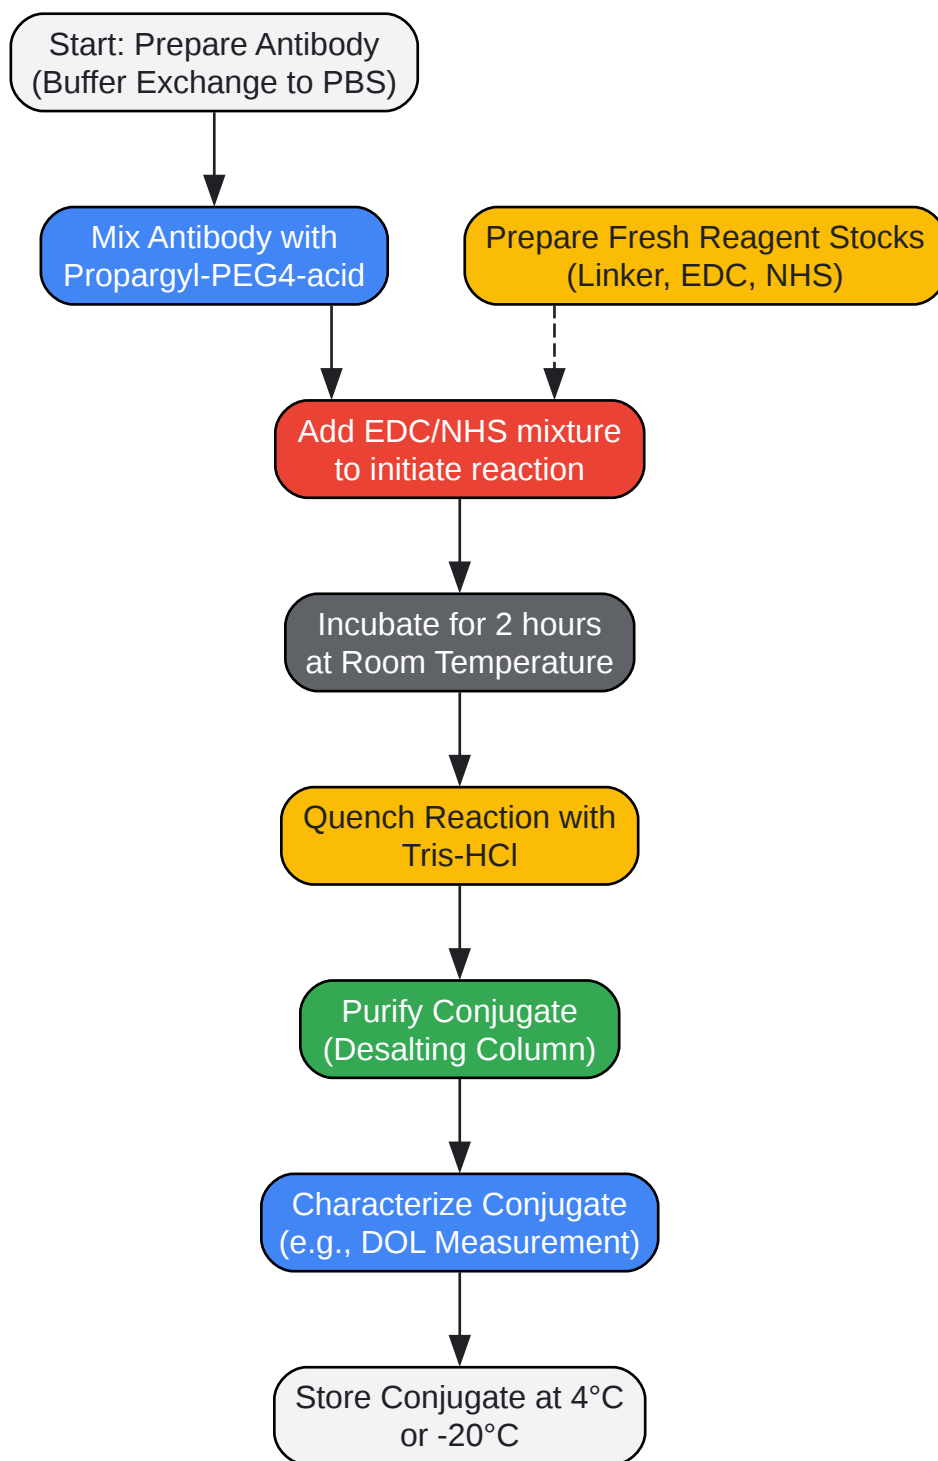 Start: Prepare Antibody
(Buffer Exchange to PBS)
Mix Antibody with
Propargyl-PEG4-acid
Prepare Fresh Reagent Stocks
(Linker, EDC, NHS)
Add EDC/NHS mixture
to initiate reaction
Incubate for 2 hours
at Room Temperature
Quench Reaction with
Tris-HCl
Purify Conjugate
(Desalting Column)
Characterize Conjugate
(e.g., DOL Measurement)
Store Conjugate at 4°C
or -20°C